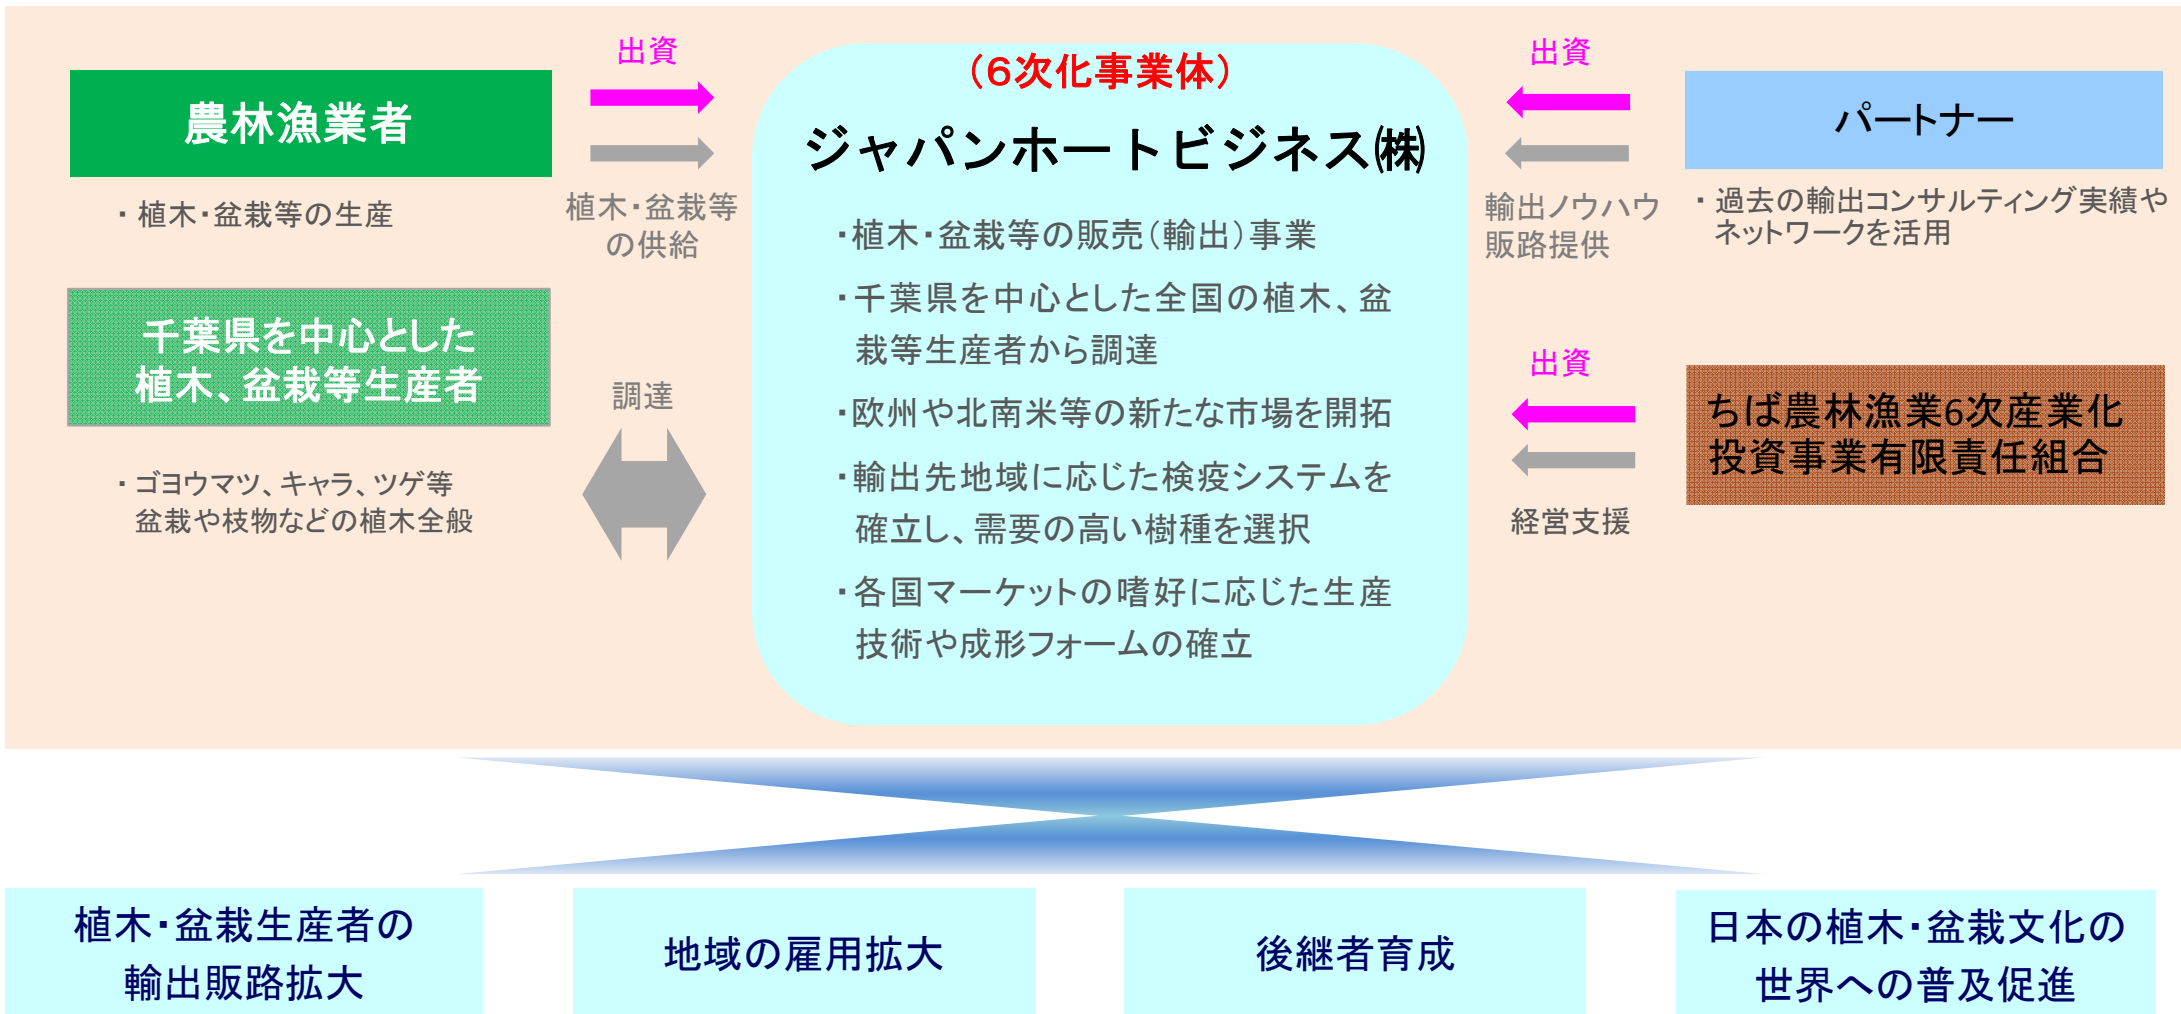 農林漁業者
・植木・盆栽等の生産
千葉県を中心とした
植木、盆栽等生産者
・ゴヨウマツ、キャラ、ツゲ等
盆栽や枝物などの植木全般
出資
植木・盆栽等
の供給
調達
(6次化事業体)
ジャパンホートビジネス㈱
・植木・盆栽等の販売(輸出)事業
・千葉県を中心とした全国の植木、盆
栽等生産者から調達
・欧州や北南米等の新たな市場を開拓
・輸出先地域に応じた検疫システムを
確立し、需要の高い樹種を選択
・各国マーケットの嗜好に応じた生産
技術や成形フォームの確立
出資
輸出ノウハウ
販路提供
出資
経営支援
パートナー
・過去の輸出コンサルティング実績や
ネットワークを活用
ちば農林漁業6次産業化
投資事業有限責任組合
植木・盆栽生産者の
輸出販路拡大
地域の雇用拡大
後継者育成
日本の植木・盆栽文化の
世界への普及促進